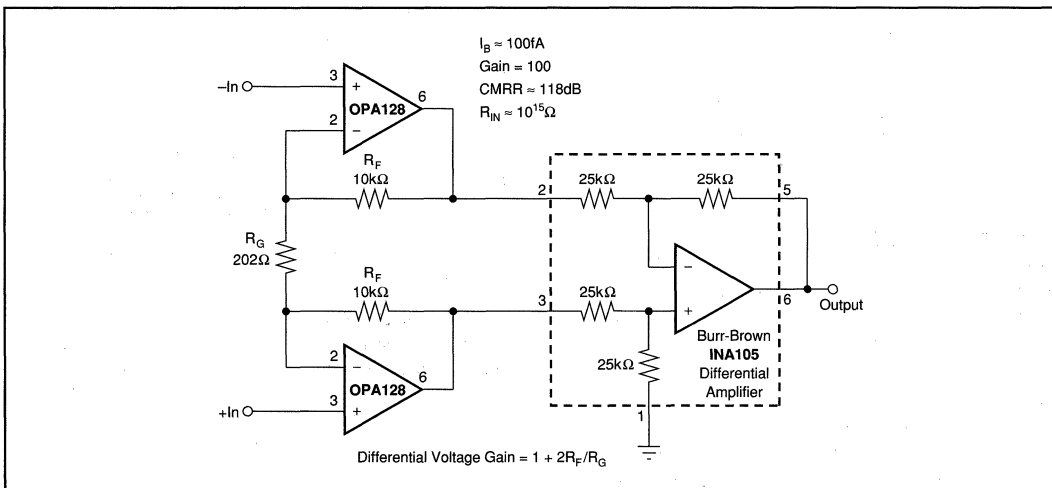 I_B ≈ 100fA
Gain = 100
CMRR ≈ 118dB
R_IN ≈ 10^15Ω
–In
3
+
OPA128
6
2
–
R_F
10kΩ
R_G
202Ω
R_F
10kΩ
2
–
OPA128
6
3
+
+In
2
25kΩ
25kΩ
5
–
+
3
25kΩ
25kΩ
6
Output
Burr-Brown
INA105
Differential
Amplifier
1
Differential Voltage Gain = 1 + 2R_F/R_G